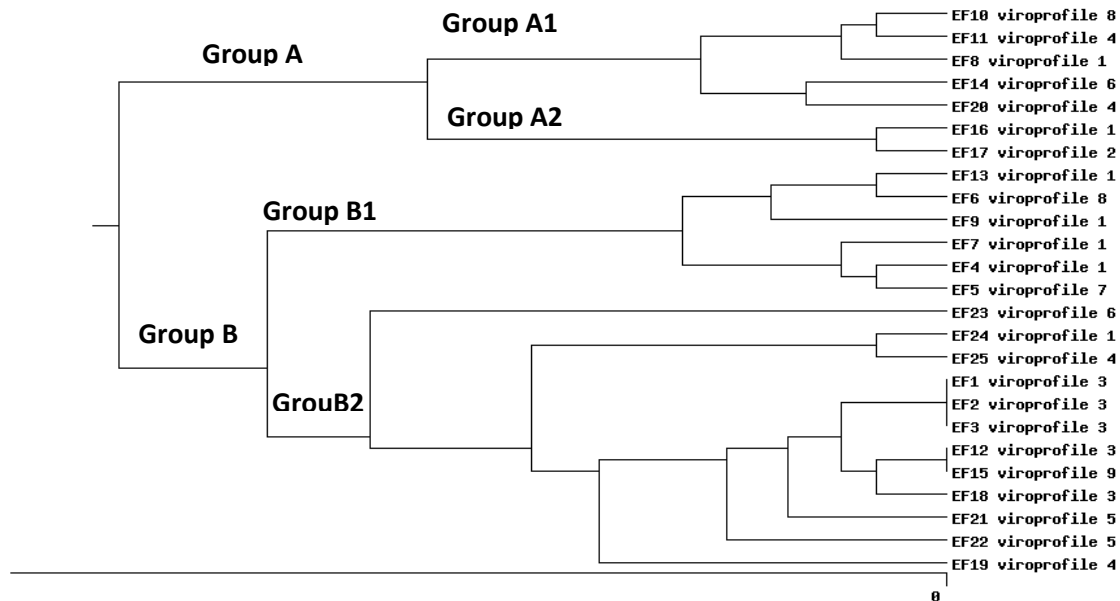 Group A1
Group A
EF10 viroprofile 8
EF11 viroprofile 4
EF8 viroprofile 1
EF14 viroprofile 6
EF20 viroprofile 4
Group A2
EF16 viroprofile 1
EF17 viroprofile 2
EF13 viroprofile 1
EF6 viroprofile 8
Group B1
EF9 viroprofile 1
EF7 viroprofile 1
EF4 viroprofile 1
EF5 viroprofile 7
EF23 viroprofile 6
Group B
EF24 viroprofile 1
EF25 viroprofile 4
EF1 viroprofile 3
GrouB2
EF2 viroprofile 3
EF3 viroprofile 3
EF12 viroprofile 3
EF15 viroprofile 9
EF18 viroprofile 3
EF21 viroprofile 5
EF22 viroprofile 5
EF19 viroprofile 4
0